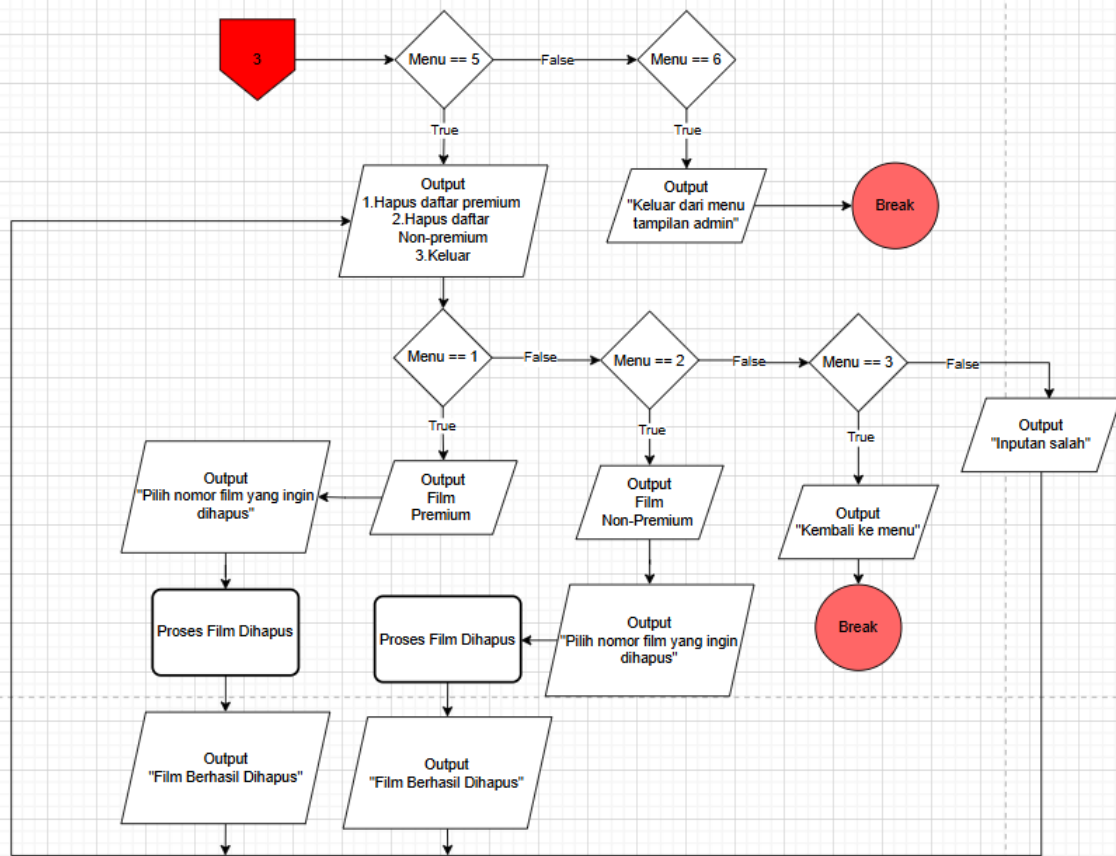 3
Menu == 5
False
Menu == 6
True
True
Output
1.Hapus daftar premium
2.Hapus daftar
Non-premium
3.Keluar
Output
"Keluar dari menu
tampilan admin"
Break
Menu == 1
False
Menu == 2
False
Menu == 3
False
True
True
True
Output
"Inputan salah"
Output
"Pilih nomor film yang ingin
dihapus"
Output
Film
Premium
Output
Film
Non-Premium
Output
"Kembali ke menu"
Proses Film Dihapus
Proses Film Dihapus
Output
"Pilih nomor film yang ingin
dihapus"
Break
Output
"Film Berhasil Dihapus"
Output
"Film Berhasil Dihapus"